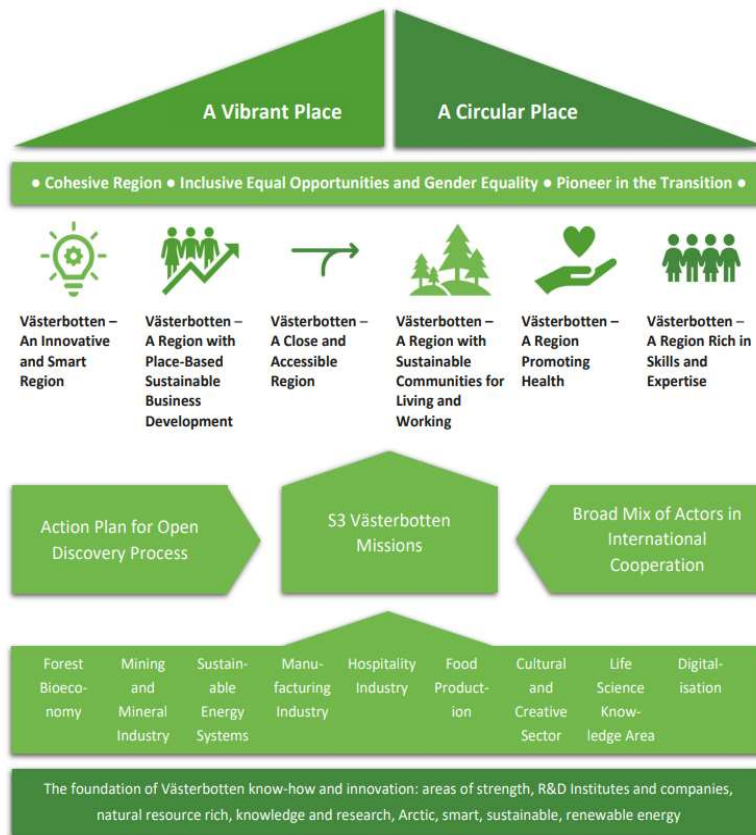 A Vibrant Place
A Circular Place
● Cohesive Region ● Inclusive Equal Opportunities and Gender Equality ● Pioneer in the Transition ●
Västerbotten –
An Innovative
and Smart
Region
Västerbotten –
A Region with
Place-Based
Sustainable
Business
Development
Västerbotten –
A Close and
Accessible
Region
Västerbotten –
A Region with
Sustainable
Communities for
Living and
Working
Västerbotten –
A Region
Promoting
Health
Västerbotten –
A Region Rich in
Skills and
Expertise
Action Plan for Open
Discovery Process
S3 Västerbotten
Missions
Broad Mix of Actors in
International
Cooperation
Forest
Bioeco-
nomy
Mining
and
Mineral
Industry
Sustain-
able
Energy
Systems
Manu-
facturing
Industry
Hospitality
Industry
Food
Product-
ion
Cultural
and
Creative
Sector
Life
Science
Know-
ledge Area
Digital-
isation
The foundation of Västerbotten know-how and innovation: areas of strength, R&D Institutes and companies,
natural resource rich, knowledge and research, Arctic, smart, sustainable, renewable energy